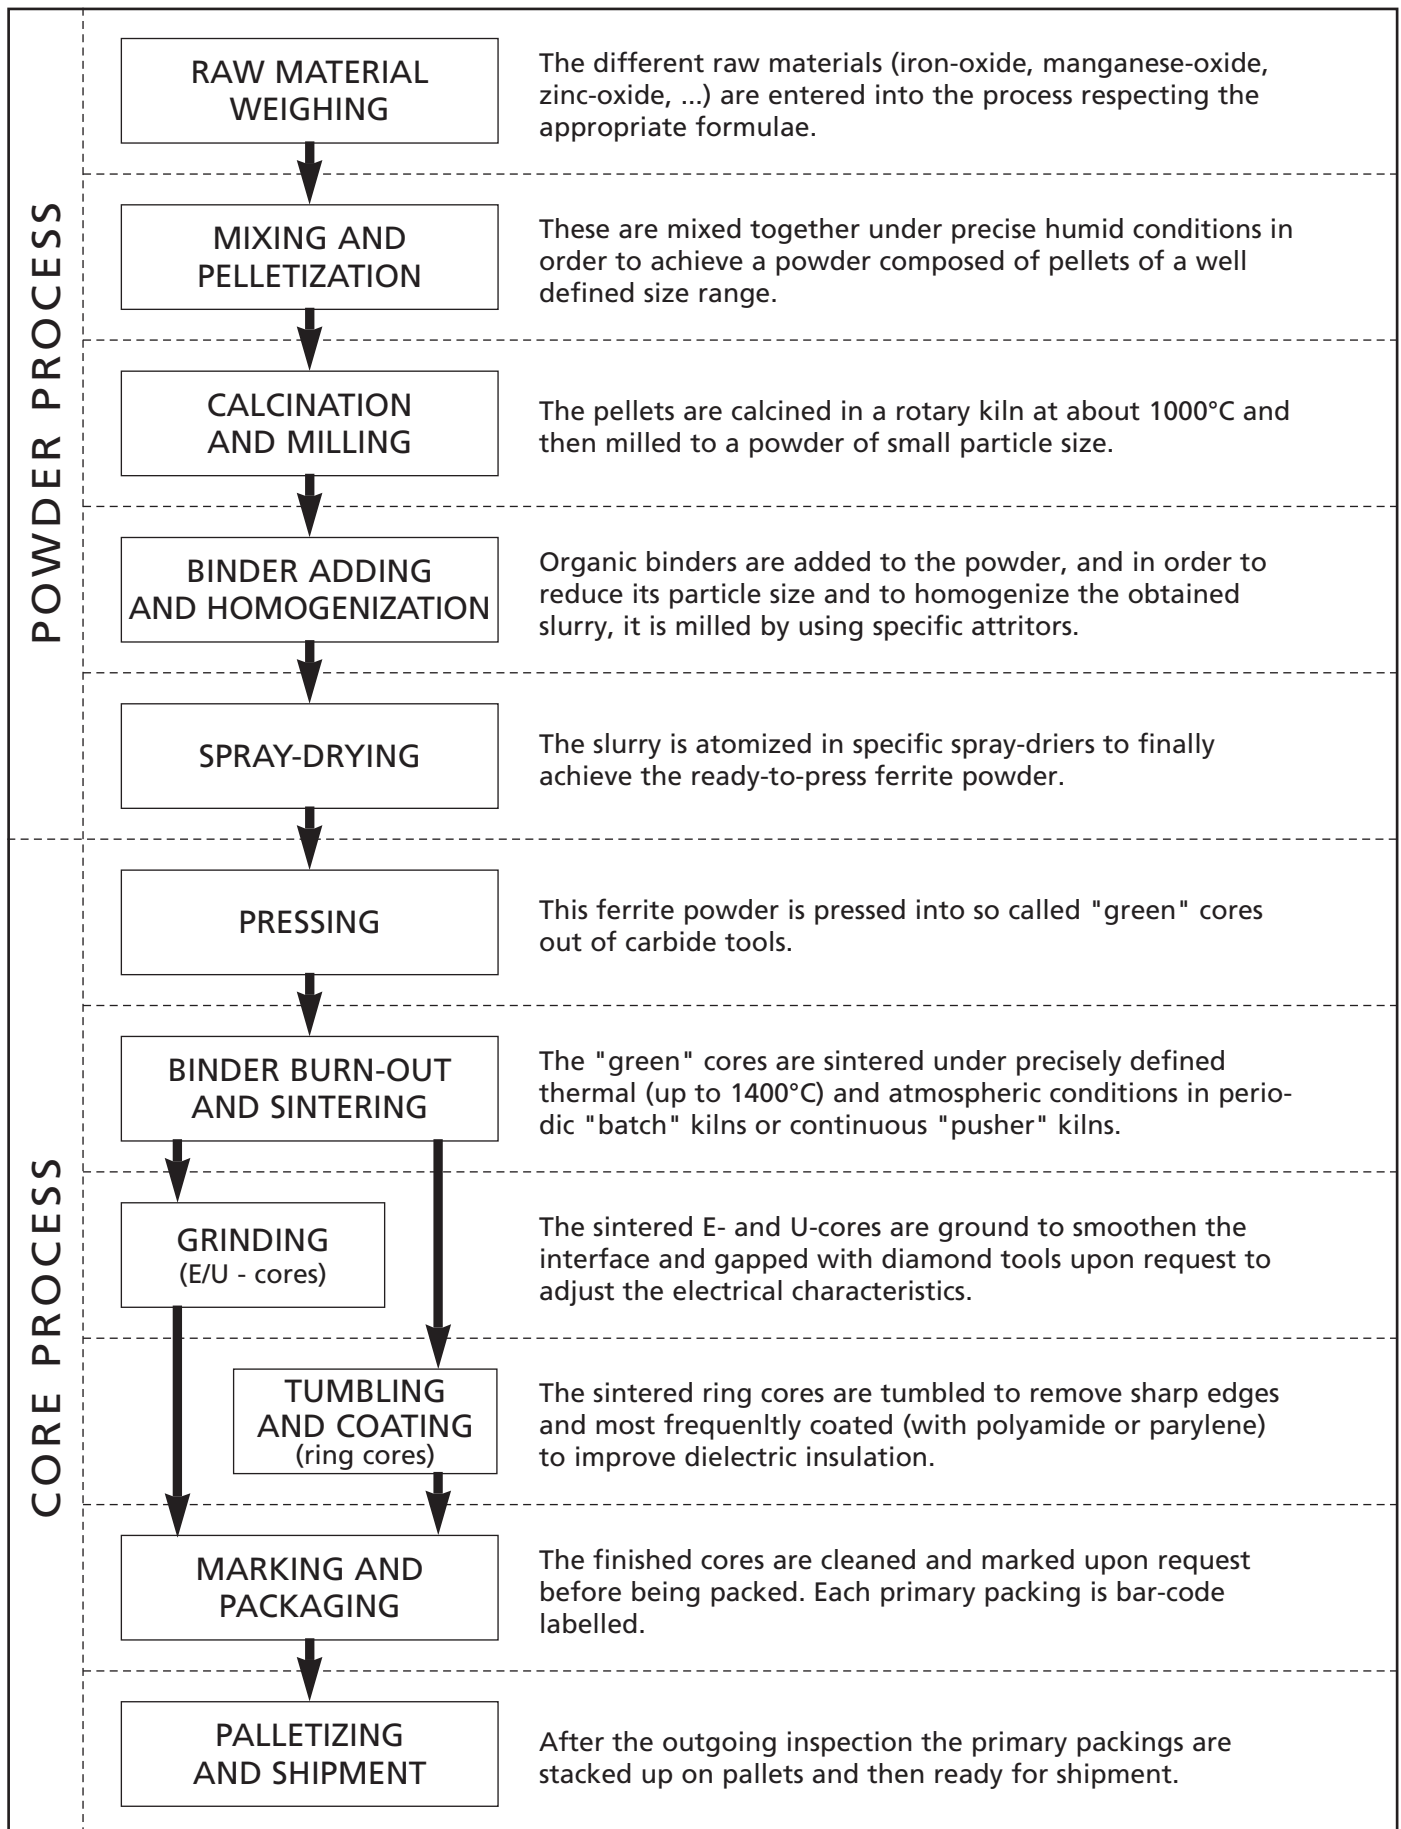 POWDER PROCESS
RAW MATERIAL
WEIGHING
The different raw materials (iron-oxide, manganese-oxide,
zinc-oxide, ...) are entered into the process respecting the
appropriate formulae.
MIXING AND
PELLETIZATION
These are mixed together under precise humid conditions in
order to achieve a powder composed of pellets of a well
defined size range.
CALCINATION
AND MILLING
The pellets are calcined in a rotary kiln at about 1000°C and
then milled to a powder of small particle size.
BINDER ADDING
AND HOMOGENIZATION
Organic binders are added to the powder, and in order to
reduce its particle size and to homogenize the obtained
slurry, it is milled by using specific attritors.
SPRAY-DRYING
The slurry is atomized in specific spray-driers to finally
achieve the ready-to-press ferrite powder.
CORE PROCESS
PRESSING
This ferrite powder is pressed into so called "green" cores
out of carbide tools.
BINDER BURN-OUT
AND SINTERING
The "green" cores are sintered under precisely defined
thermal (up to 1400°C) and atmospheric conditions in perio-
dic "batch" kilns or continuous "pusher" kilns.
GRINDING
(E/U - cores)
The sintered E- and U-cores are ground to smoothen the
interface and gapped with diamond tools upon request to
adjust the electrical characteristics.
TUMBLING
AND COATING
(ring cores)
The sintered ring cores are tumbled to remove sharp edges
and most frequenltly coated (with polyamide or parylene)
to improve dielectric insulation.
MARKING AND
PACKAGING
The finished cores are cleaned and marked upon request
before being packed. Each primary packing is bar-code
labelled.
PALLETIZING
AND SHIPMENT
After the outgoing inspection the primary packings are
stacked up on pallets and then ready for shipment.